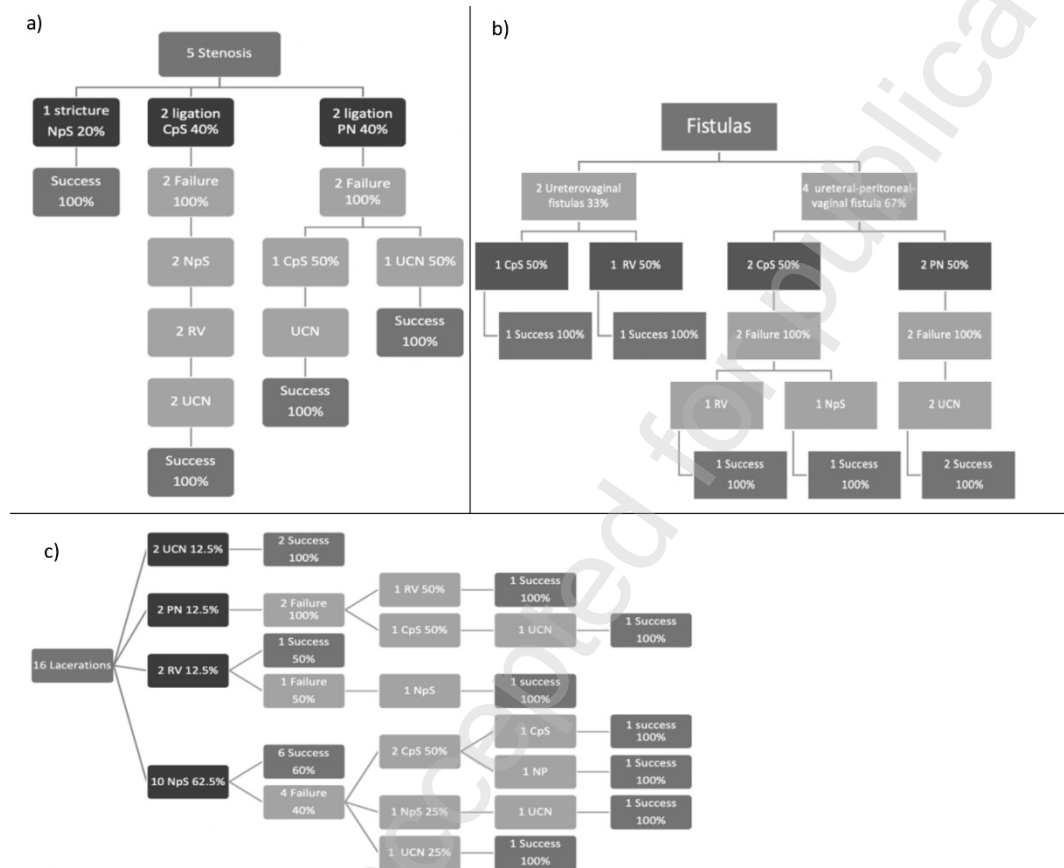 a)
5 Stenosis
1 stricture
NpS 20%
2 ligation
CpS 40%
2 ligation
PN 40%
Success
100%
2 Failure
100%
2 Failure
100%
2 NpS
1 CpS 50%
1 UCN 50%
2 RV
UCN
Success
100%
2 UCN
Success
100%
Success
100%
b)
Fistulas
2 Ureterovaginal
fistulas 33%
4 ureteral-peritoneal-
vaginal fistula 67%
1 CpS 50%
1 RV 50%
2 CpS 50%
2 PN 50%
1 Success 100%
1 Success 100%
2 Failure 100%
2 Failure 100%
1 RV
1 NpS
2 UCN
1 Success
100%
1 Success
100%
2 Success
100%
c)
16 Lacerations
2 UCN 12.5%
2 Success
100%
2 PN 12.5%
2 Failure
100%
1 RV 50%
1 Success
100%
1 CpS 50%
1 UCN
1 Success
100%
2 RV 12.5%
1 Success
50%
1 Failure
50%
1 NpS
1 success
100%
10 NpS 62.5%
6 Success
60%
4 Failure
40%
2 CpS 50%
1 CpS
1 success
100%
1 NP
1 Success
100%
1 NpS 25%
1 UCN
1 Success
100%
1 UCN 25%
1 Success
100%
ccepted for publica